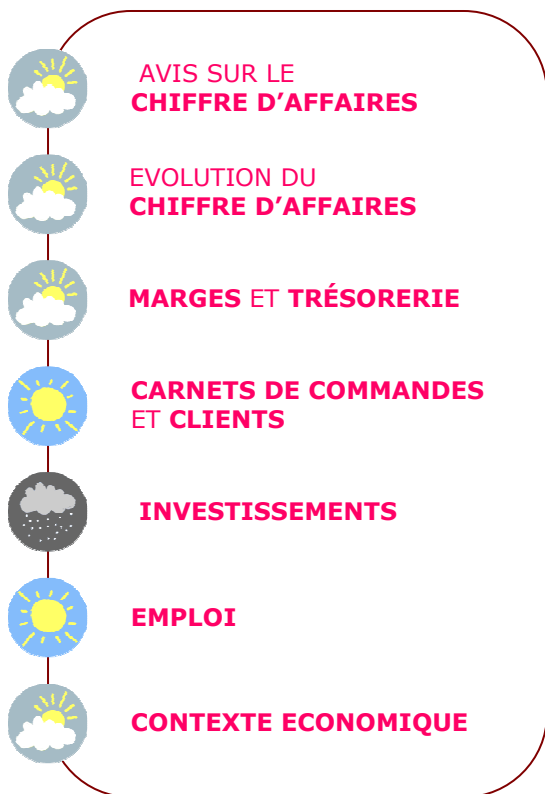 AVIS SUR LE
CHIFFRE D’AFFAIRES
EVOLUTION DU
CHIFFRE D’AFFAIRES
MARGES ET TRÉSORERIE
CARNETS DE COMMANDES
ET CLIENTS
INVESTISSEMENTS
EMPLOI
CONTEXTE ECONOMIQUE